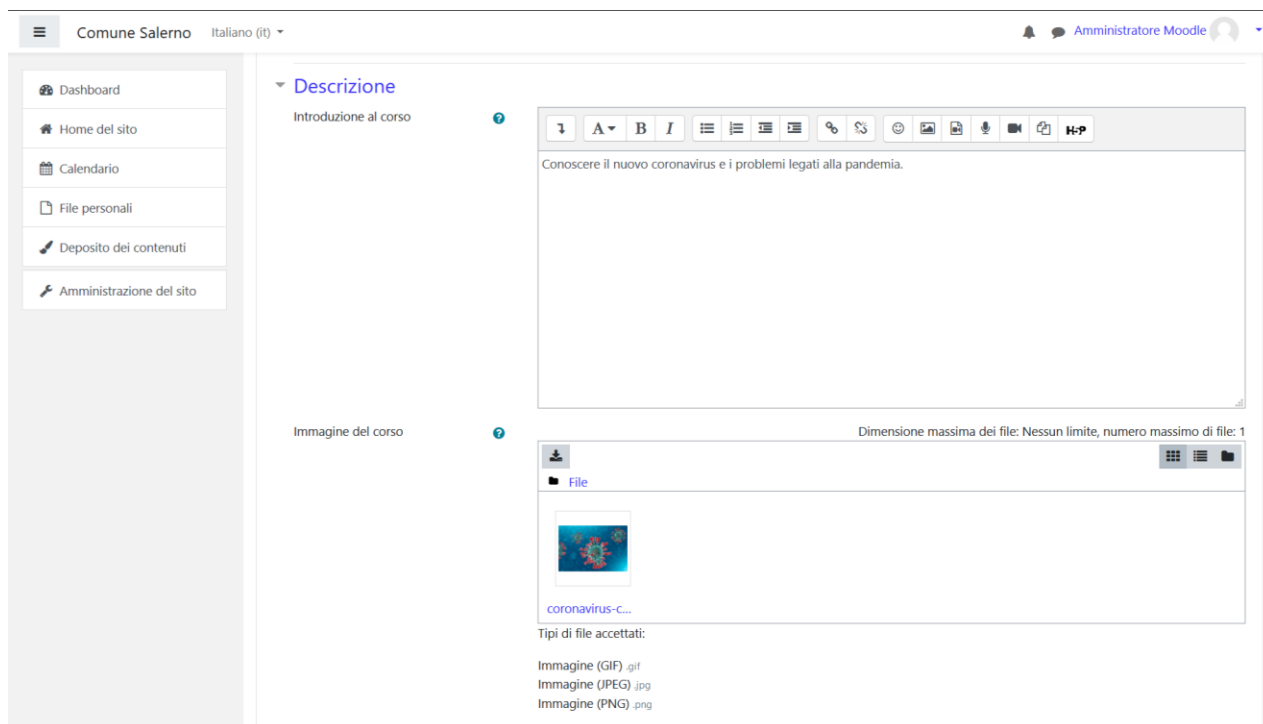 Comune Salerno Italiano (it)
Amministratore Moodle
Dashboard
Home del sito
Calendario
File personali
Deposito dei contenuti
Amministrazione del sito
Descrizione
Introduzione al corso
A B I H-P
Conoscere il nuovo coronavirus e i problemi legati alla pandemia.
Immagine del corso
Dimensione massima dei file: Nessun limite, numero massimo di file: 1
File
coronavirus-c...
Tipi di file accettati:
Immagine (GIF) .gif
Immagine (JPEG) .jpg
Immagine (PNG) .png